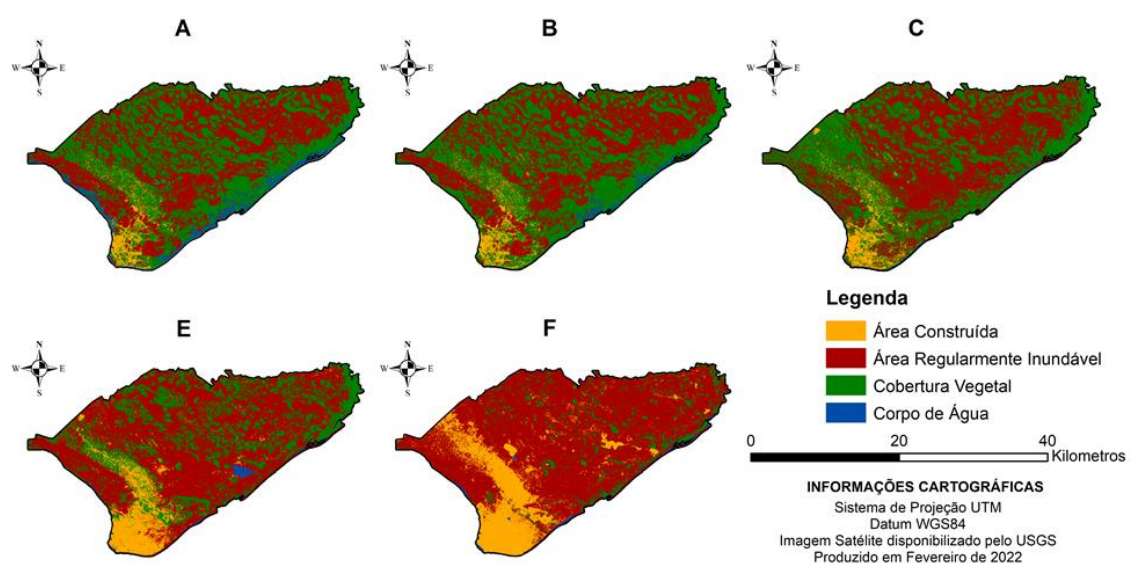 A
B
C
N
W E
S
N
W E
S
N
W E
S
E
F
N
W E
S
N
W E
S
Legenda
Área Construída
Área Regularmente Inundável
Cobertura Vegetal
Corpo de Água
0 20 40
Kilometros
INFORMAÇÕES CARTOGRÁFICAS
Sistema de Projeção UTM
Datum WGS84
Imagem Satélite disponibilizado pelo USGS
Produzido em Fevereiro de 2022